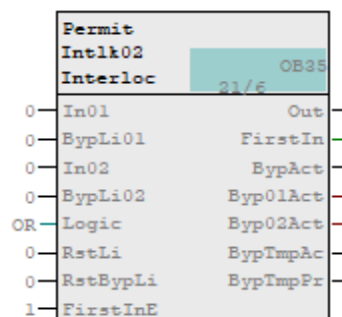 Permit
Intlk02
Interloc
OB35
21/6
0 In01 Out
0 BypLi01 FirstIn
0 In02 BypAct
0 BypLi02 Byp01Act
OR Logic Byp02Act
0 RstLi BypTmpAc
0 RstBypLi BypTmpPr
1 FirstInE